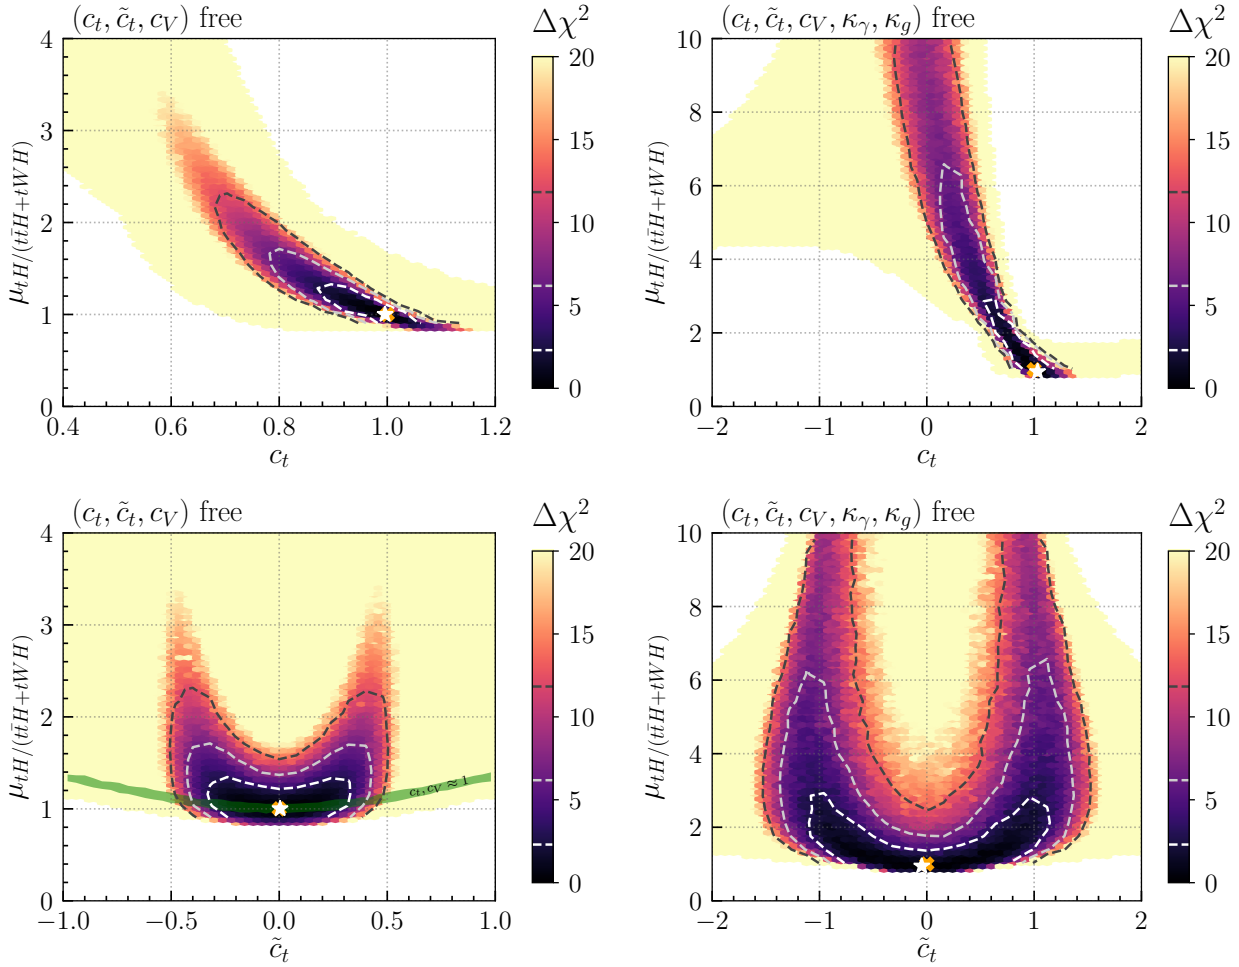 (c_t, c̃_t, c_V) free
Δχ²
μ_{tH/(tt̄H+tWH)}
4
3
2
1
0
0.4 0.6 0.8 1.0 1.2
c_t
20
15
10
5
0
(c_t, c̃_t, c_V, κ_γ, κ_g) free
Δχ²
μ_{tH/(tt̄H+tWH)}
10
8
6
4
2
0
−2 −1 0 1 2
c_t
20
15
10
5
0
(c_t, c̃_t, c_V) free
Δχ²
μ_{tH/(tt̄H+tWH)}
4
3
2
1
0
c_t, c_V ≈ 1
−1.0 −0.5 0.0 0.5 1.0
c̃_t
20
15
10
5
0
(c_t, c̃_t, c_V, κ_γ, κ_g) free
Δχ²
μ_{tH/(tt̄H+tWH)}
10
8
6
4
2
0
−2 −1 0 1 2
c̃_t
20
15
10
5
0